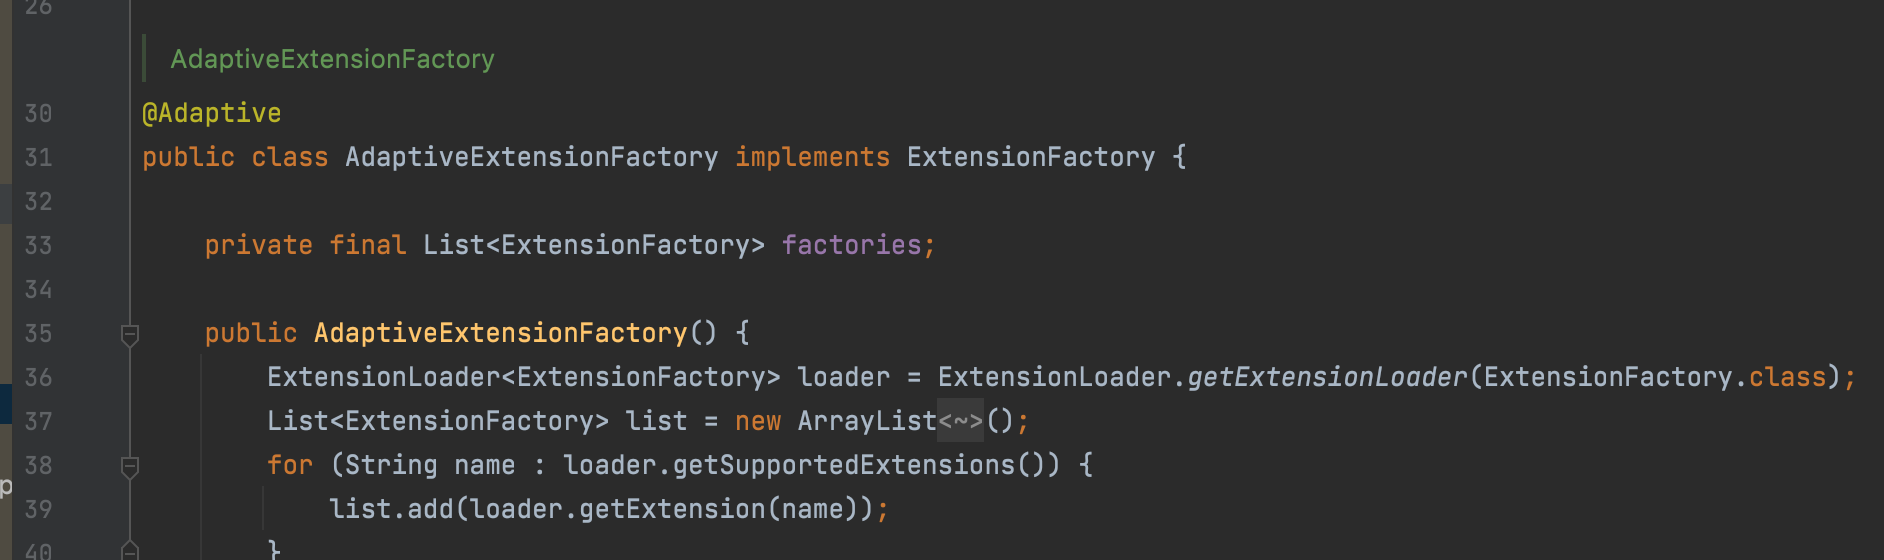 26
AdaptiveExtensionFactory
30 @Adaptive
31 public class AdaptiveExtensionFactory implements ExtensionFactory {
32
33 private final List<ExtensionFactory> factories;
34
35 public AdaptiveExtensionFactory() {
36 ExtensionLoader<ExtensionFactory> loader = ExtensionLoader.getExtensionLoader(ExtensionFactory.class);
37 List<ExtensionFactory> list = new ArrayList<~>();
38 for (String name : loader.getSupportedExtensions()) {
p
39 list.add(loader.getExtension(name));
40 }